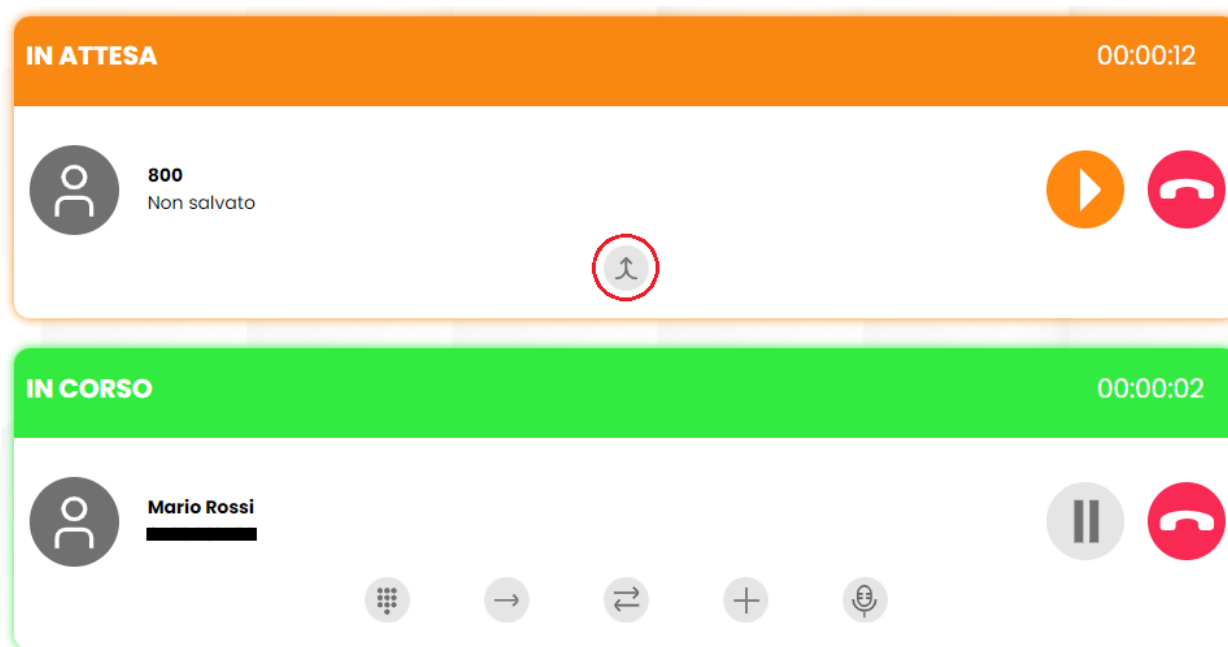 IN ATTESA 00:00:12
800
Non salvato
IN CORSO 00:00:02
Mario Rossi